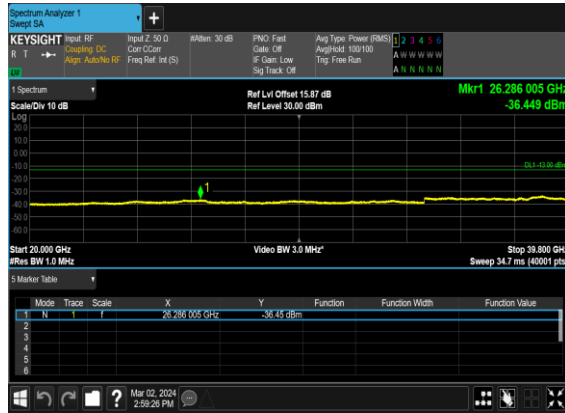 Spectrum Analyzer 1
Swept SA
+
KEYSIGHT Input: RF Input Z: 50 Ω #Atten: 30 dB PNO: Fast Avg Type: Power (RMS) 1 2 3 4 5 6
R T Coupling: DC Corr CCorr Gate: Off Avg|Hold: 100/100 A W W W W W
Align: Auto/No RF Freq Ref: Int (S) IF Gain: Low Trig: Free Run
Sig Track: Off A N N N N N
1 Spectrum Ref Lvl Offset 15.87 dB Mkr1 26.286 005 GHz
Scale/Div 10 dB Ref Level 30.00 dBm -36.449 dBm
Log
20.0
10.0
0.00
-10.0
DL1 -13.00 dBm
-20.0
-30.0
1
-40.0
-50.0
-60.0
Start 20.000 GHz Video BW 3.0 MHz* Stop 39.800 GHz
#Res BW 1.0 MHz Sweep 34.7 ms (40001 pts)
5 Marker Table
Mode Trace Scale X Y Function Function Width Function Value
1 N 1 f 26.286 005 GHz -36.45 dBm
2
3
4
5
6
? Mar 02, 2024
2:59:26 PM